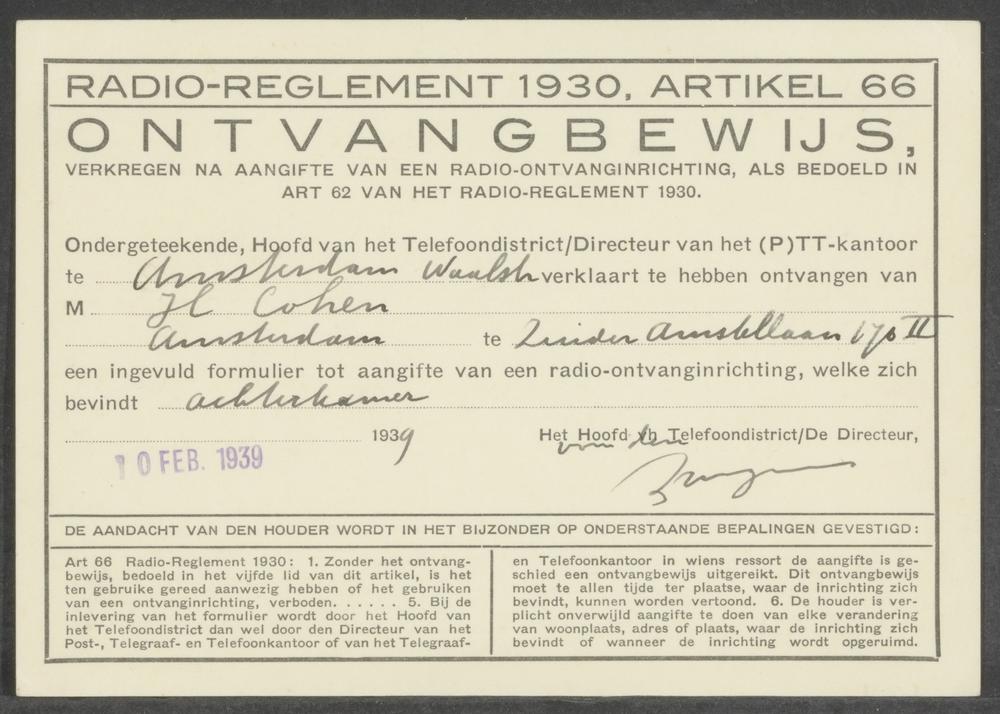 RADIO-REGLEMENT 1930, ARTIKEL 66
ONTVANGBEWIJS,
VERKREGEN NA AANGIFTE VAN EEN RADIO-ONTVANGINRICHTING, ALS BEDOELD IN
ART 62 VAN HET RADIO-REGLEMENT 1930.
Ondergeteekende, Hoofd van het Telefoondistrict/Directeur van het (P)TT-kantoor
te Amsterdam Waalstr verklaart te hebben ontvangen van
M H Cohen
Amsterdam te Zuider Amstellaan 170 II
een ingevuld formulier tot aangifte van een radio-ontvanginrichting, welke zich
bevindt achterkamer
1939 Het Hoofd v/h Telefoondistrict/De Directeur,
10 FEB. 1939
DE AANDACHT VAN DEN HOUDER WORDT IN HET BIJZONDER OP ONDERSTAANDE BEPALINGEN GEVESTIGD:
Art 66 Radio-Reglement 1930: 1. Zonder het ontvang-
bewijs, bedoeld in het vijfde lid van dit artikel, is het
ten gebruike gereed aanwezig hebben of het gebruiken
van een ontvanginrichting, verboden. . . . . . 5. Bij de
inlevering van het formulier wordt door het Hoofd van
het Telefoondistrict dan wel door den Directeur van het
Post-, Telegraaf- en Telefoonkantoor of van het Telegraaf-
en Telefoonkantoor in wiens ressort de aangifte is ge-
schied een ontvangbewijs uitgereikt. Dit ontvangbewijs
moet te allen tijde ter plaatse, waar de inrichting zich
bevindt, kunnen worden vertoond. 6. De houder is ver-
plicht onverwijld aangifte te doen van elke verandering
van woonplaats, adres of plaats, waar de inrichting zich
bevindt of wanneer de inrichting wordt opgeruimd.